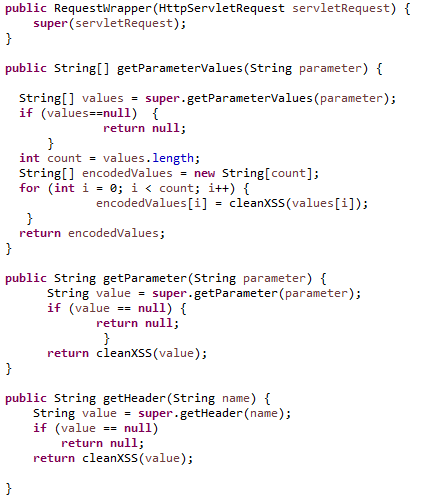 public RequestWrapper(HttpServletRequest servletRequest) {
    super(servletRequest);
}

public String[] getParameterValues(String parameter) {

  String[] values = super.getParameterValues(parameter);
  if (values==null)  {
              return null;
      }
  int count = values.length;
  String[] encodedValues = new String[count];
  for (int i = 0; i < count; i++) {
             encodedValues[i] = cleanXSS(values[i]);
   }
  return encodedValues;
}

public String getParameter(String parameter) {
      String value = super.getParameter(parameter);
      if (value == null) {
             return null;
              }
      return cleanXSS(value);
}

public String getHeader(String name) {
    String value = super.getHeader(name);
    if (value == null)
        return null;
    return cleanXSS(value);

}